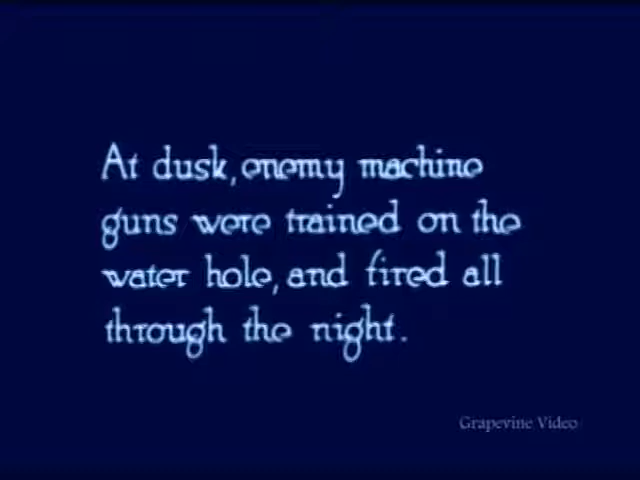 At dusk, enemy machine
guns were trained on the
water hole, and fired all
through the night.
Grapevine Video